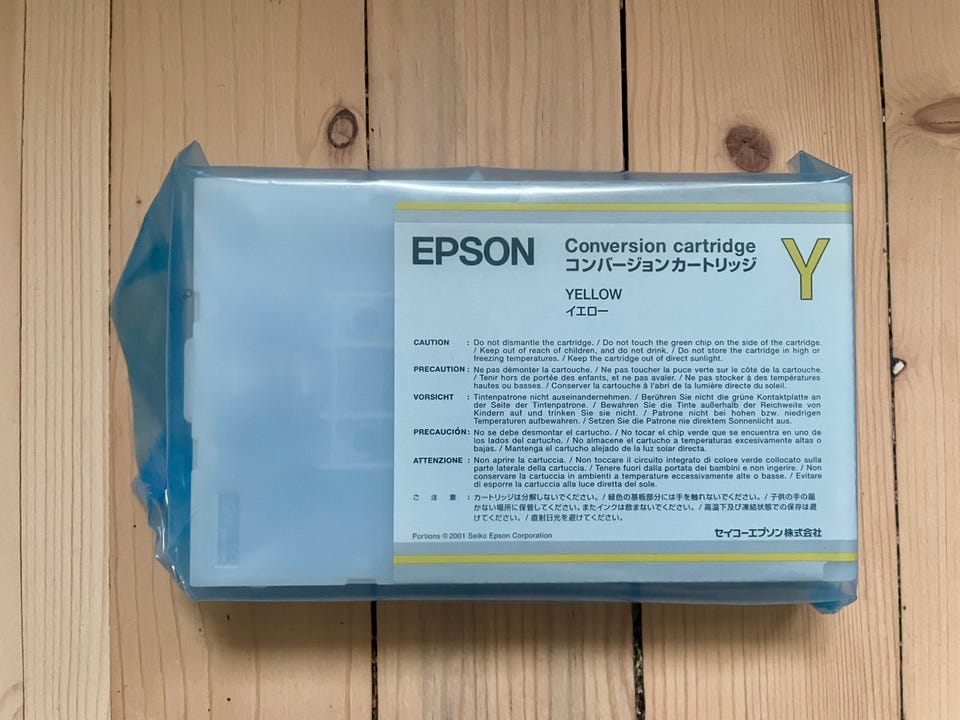 EPSON
Conversion cartridge
コンバージョンカートリッジ
Y
YELLOW
イエロー
CAUTION : Do not dismantle the cartridge. / Do not touch the green chip on the side of the cartridge.
/ Keep out of reach of children, and do not drink. / Do not store the cartridge in high or
freezing temperatures. / Keep the cartridge out of direct sunlight.
PRECAUTION : Ne pas démonter la cartouche. / Ne pas toucher la puce verte sur le côté de la cartouche.
/ Tenir hors de portée des enfants, et ne pas avaler. / Ne pas stocker à des températures
hautes ou basses. / Conserver la cartouche à l'abri de la lumière directe du soleil.
VORSICHT : Tintenpatrone nicht auseinandernehmen. / Berühren Sie nicht die grüne Kontaktplatte an
der Seite der Tintenpatrone. / Bewahren Sie die Tinte außerhalb der Reichweite von
Kindern auf und trinken Sie sie nicht. / Patrone nicht bei hohen bzw. niedrigen
Temperaturen aufbewahren. / Setzen Sie die Patrone nie direktem Sonnenlicht aus.
PRECAUCIÓN : No se debe desmontar el cartucho. / No tocar el chip verde que se encuentra en uno de
los lados del cartucho. / No almacene el cartucho a temperaturas excesivamente altas o
bajas. / Mantenga el cartucho alejado de la luz solar directa.
ATTENZIONE : Non aprire la cartuccia. / Non toccare il circuito integrato di colore verde collocato sulla
parte laterale della cartuccia. / Tenere fuori dalla portata dei bambini e non ingerire. / Non
conservare la cartuccia in ambienti a temperature eccessivamente alte o basse. / Evitare
di esporre la cartuccia alla luce diretta del sole.
ご注意 : カートリッジは分解しないでください。/ 緑色の基板部分には手を触れないでください。/ 子供の手の届
かない場所に保管してください。またインクは飲まないでください。/ 高温下及び凍結状態での保存は避
けてください。/ 直射日光を避けてください。
Portions ©2001 Seiko Epson Corporation
セイコーエプソン株式会社